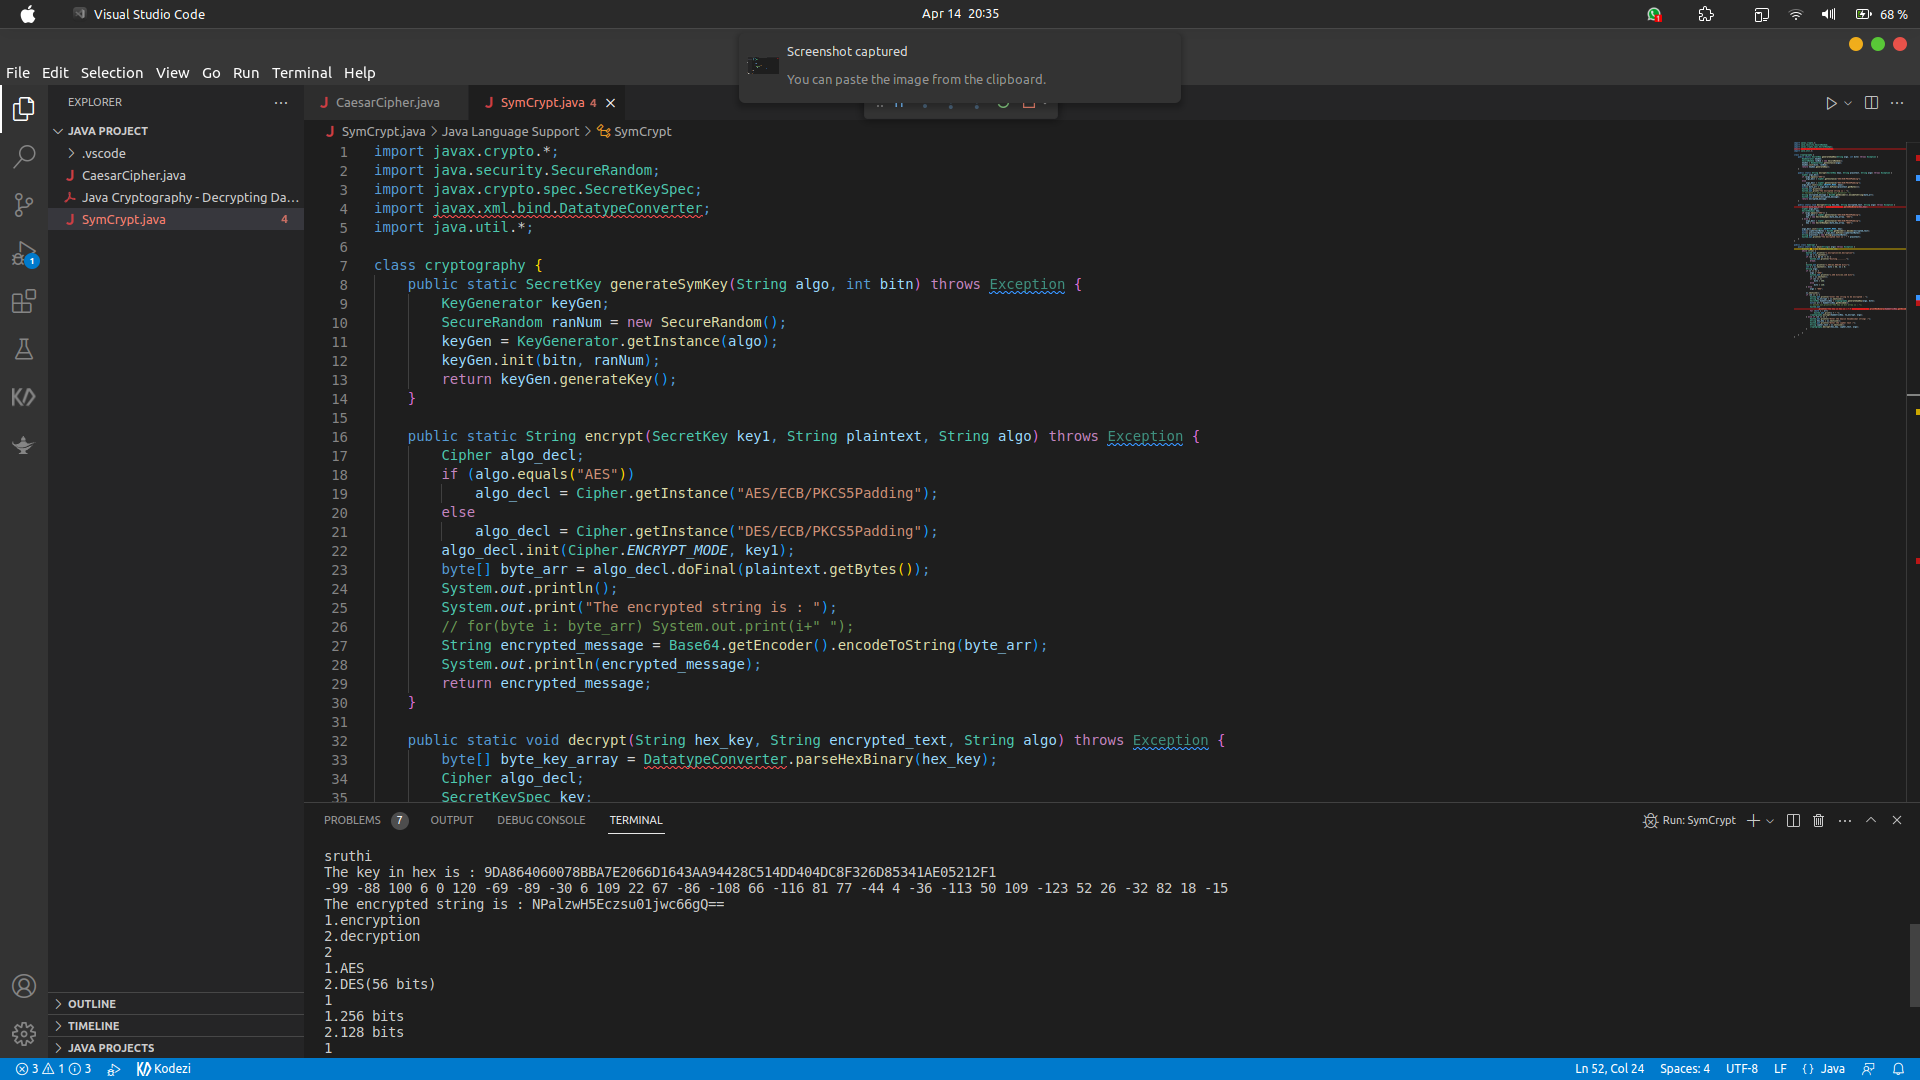 Visual Studio Code
Apr 14 20:35
68 %
Screenshot captured
You can paste the image from the clipboard.
File Edit Selection View Go Run Terminal Help
EXPLORER
CaesarCipher.java
SymCrypt.java 4
JAVA PROJECT
.vscode
CaesarCipher.java
Java Cryptography - Decrypting Da...
SymCrypt.java 4
SymCrypt.java > Java Language Support > SymCrypt
1 import javax.crypto.*;
2 import java.security.SecureRandom;
3 import javax.crypto.spec.SecretKeySpec;
4 import javax.xml.bind.DatatypeConverter;
5 import java.util.*;
6
7 class cryptography {
8 public static SecretKey generateSymKey(String algo, int bitn) throws Exception {
9 KeyGenerator keyGen;
10 SecureRandom ranNum = new SecureRandom();
11 keyGen = KeyGenerator.getInstance(algo);
12 keyGen.init(bitn, ranNum);
13 return keyGen.generateKey();
14 }
15
16 public static String encrypt(SecretKey key1, String plaintext, String algo) throws Exception {
17 Cipher algo_decl;
18 if (algo.equals("AES"))
19 algo_decl = Cipher.getInstance("AES/ECB/PKCS5Padding");
20 else
21 algo_decl = Cipher.getInstance("DES/ECB/PKCS5Padding");
22 algo_decl.init(Cipher.ENCRYPT_MODE, key1);
23 byte[] byte_arr = algo_decl.doFinal(plaintext.getBytes());
24 System.out.println();
25 System.out.print("The encrypted string is : ");
26 // for(byte i: byte_arr) System.out.print(i+" ");
27 String encrypted_message = Base64.getEncoder().encodeToString(byte_arr);
28 System.out.println(encrypted_message);
29 return encrypted_message;
30 }
31
32 public static void decrypt(String hex_key, String encrypted_text, String algo) throws Exception {
33 byte[] byte_key_array = DatatypeConverter.parseHexBinary(hex_key);
34 Cipher algo_decl;
35 SecretKeySpec key;
1
PROBLEMS 7 OUTPUT DEBUG CONSOLE TERMINAL
Run: SymCrypt
sruthi
The key in hex is : 9DA864060078BBA7E2066D1643AA94428C514DD404DC8F326D85341AE05212F1
-99 -88 100 6 0 120 -69 -89 -30 6 109 22 67 -86 -108 66 -116 81 77 -44 4 -36 -113 50 109 -123 52 26 -32 82 18 -15
The encrypted string is : NPalzwH5Eczsu01jwc66gQ==
1.encryption
2.decryption
2
1.AES
2.DES(56 bits)
1
1.256 bits
2.128 bits
1
OUTLINE
TIMELINE
JAVA PROJECTS
3 1 3 Kodezi
Ln 52, Col 24 Spaces: 4 UTF-8 LF {} Java